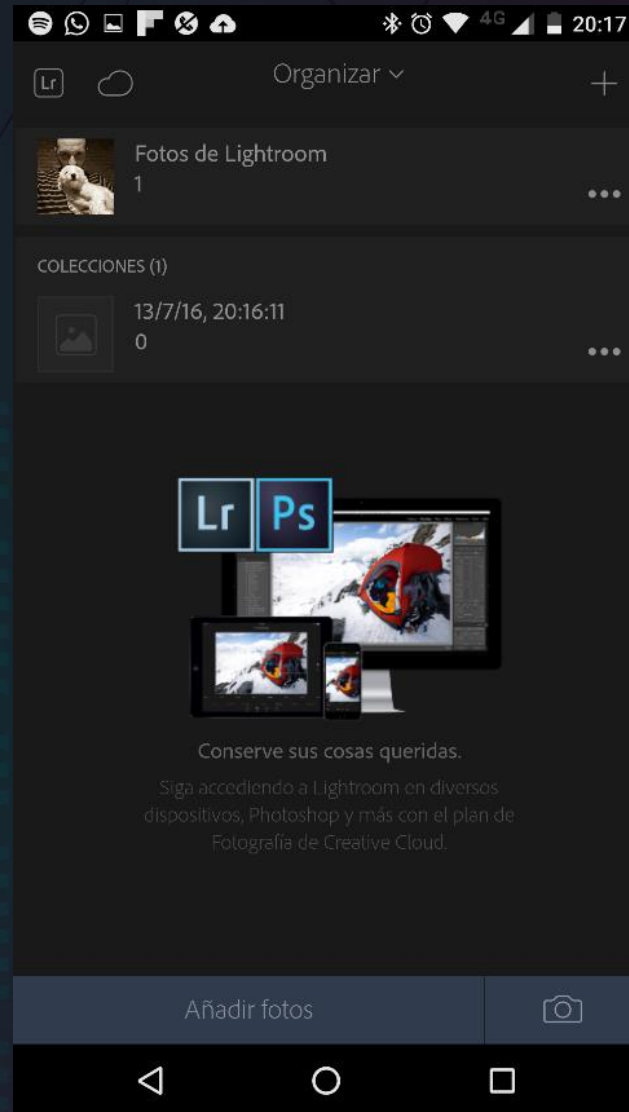 4G 20:17
Lr Organizar
Fotos de Lightroom
1
COLECCIONES (1)
13/7/16, 20:16:11
0
Lr Ps
Conserve sus cosas queridas.
Siga accediendo a Lightroom en diversos
dispositivos, Photoshop y más con el plan de
Fotografía de Creative Cloud.
Añadir fotos